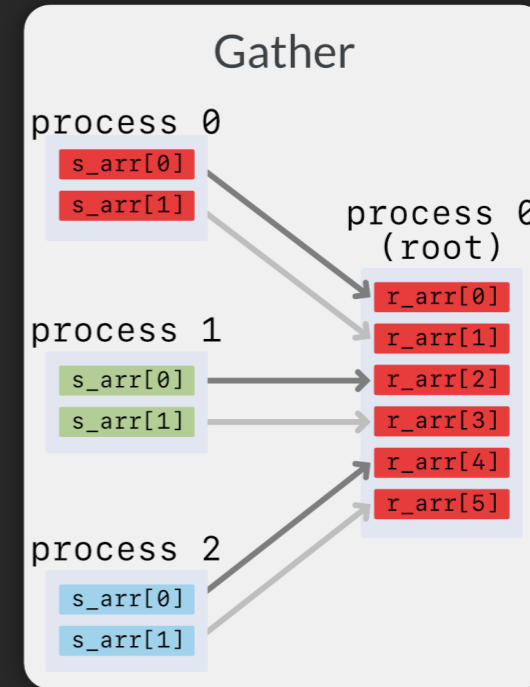 Gather
process 0
s_arr[0]
s_arr[1]
process 0
(root)
r_arr[0]
r_arr[1]
r_arr[2]
r_arr[3]
r_arr[4]
r_arr[5]
process 1
s_arr[0]
s_arr[1]
process 2
s_arr[0]
s_arr[1]